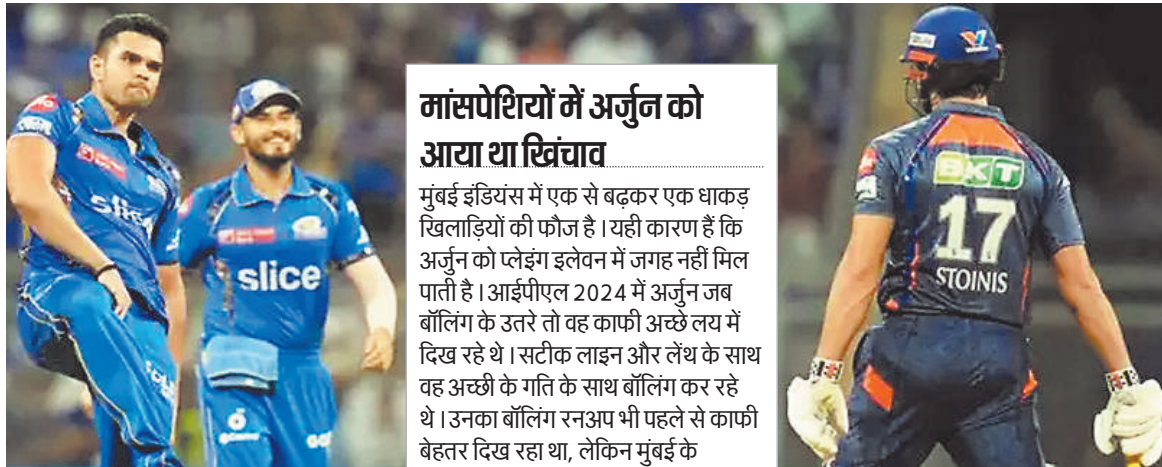 मांसपेशियों में अर्जुन को
आया था खिंचाव
मुंबई इंडियंस में एक से बढ़कर एक धाकड़
खिलाड़ियों की फौज है। यही कारण हैं कि
अर्जुन को प्लेइंग इलेवन में जगह नहीं मिल
पाती है। आईपीएल 2024 में अर्जुन जब
बॉलिंग के उतरे तो वह काफी अच्छे लय में
दिख रहे थे। सटीक लाइन और लेंथ के साथ
वह अच्छी के गति के साथ बॉलिंग कर रहे
थे। उनका बॉलिंग रनअप भी पहले से काफी
बेहतर दिख रहा था, लेकिन मुंबई के
slice
slice
BKT
17
STOINIS